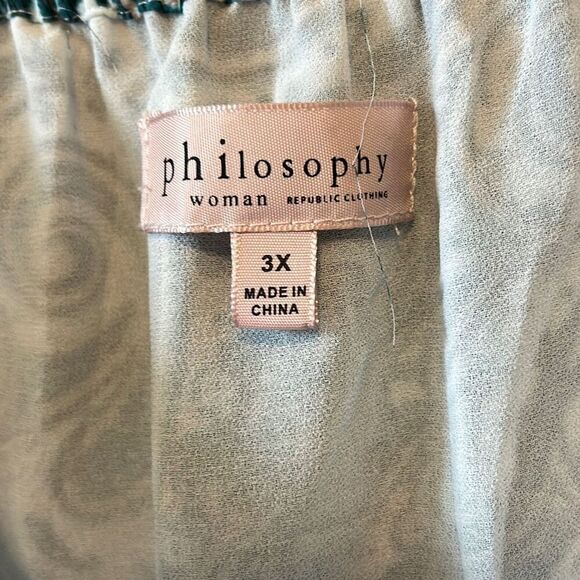 philosophy
woman REPUBLIC CLOTHING
3X
MADE IN
CHINA